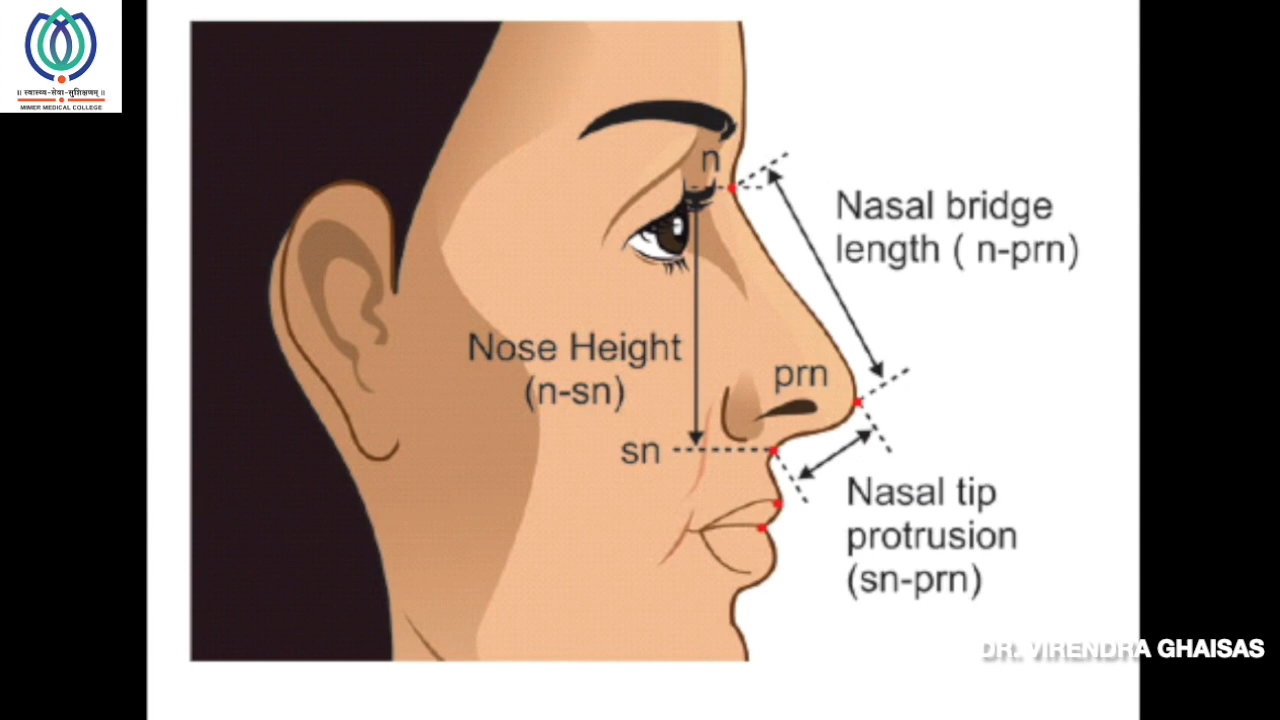 ॥ स्वास्थ्य-सेवा-सुशिक्षणम् ॥
MIMER MEDICAL COLLEGE
n
Nasal bridge
length ( n-prn)
Nose Height
(n-sn)
prn
sn
Nasal tip
protrusion
(sn-prn)
DR. VIRENDRA GHAISAS